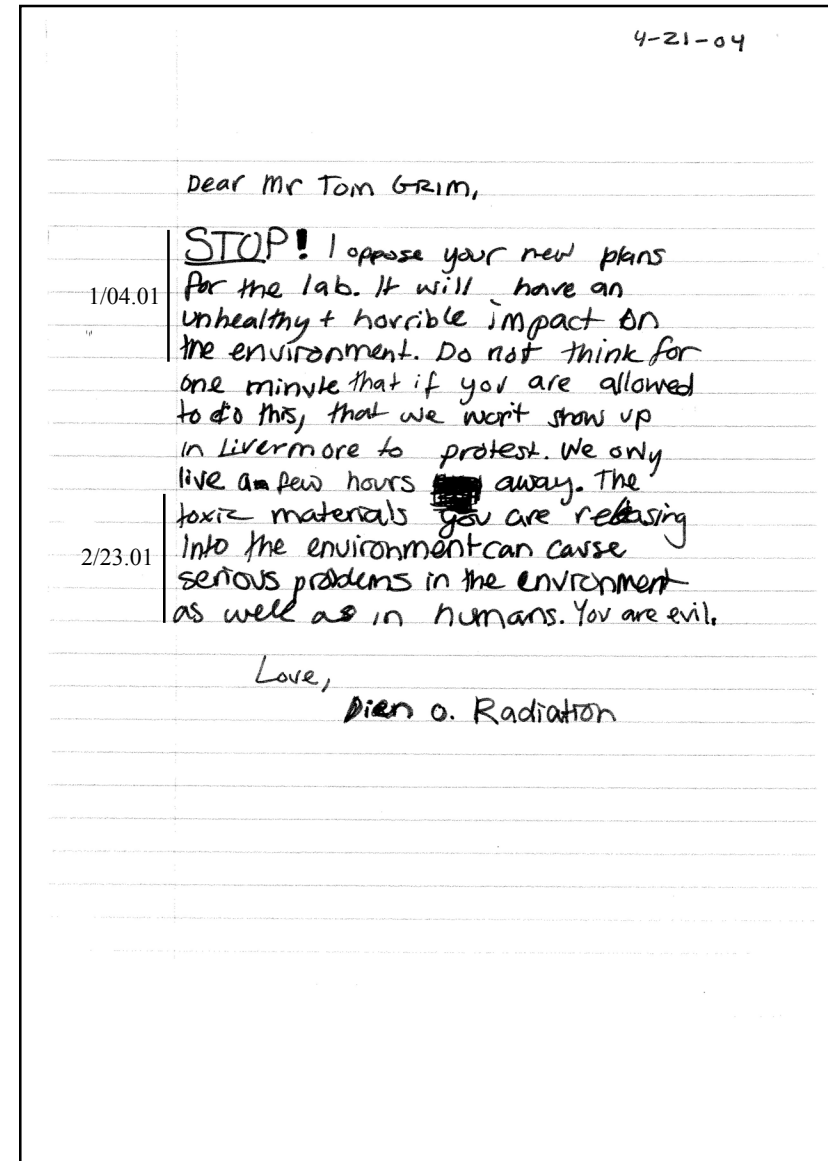 4-21-04
Dear Mr Tom GRIM,
STOP! I oppose your new plans
1/04.01
for the lab. It will have an
unhealthy + horrible impact on
the environment. Do not think for
one minute that if you are allowed
to do this, that we won't show up
in Livermore to protest. We only
live a few hours away. The
toxic materials you are releasing
2/23.01
into the environment can cause
serious problems in the envronment
as well as in humans. You are evil.
Love,
Dien O. Radiation